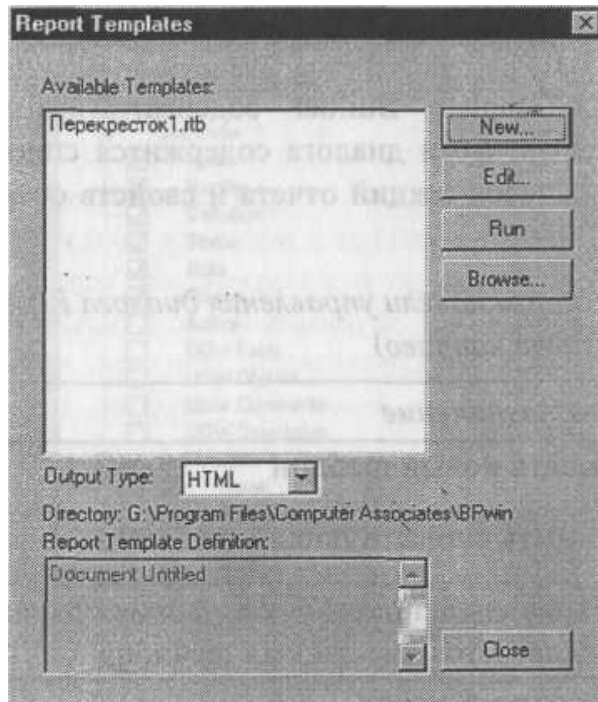 Report Templates
Available Templates:
Перекресток1.rtb
New...
Edit...
Run
Browse...
Output Type: HTML
Directory: G:\Program Files\Computer Associates\BPwin
Report Template Definition:
Document Untitled
Close